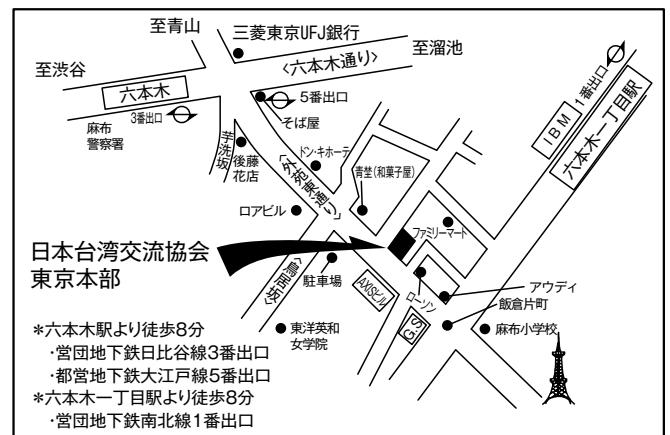 至青山
三菱東京UFJ銀行
至渋谷
〈六本木通り〉
至溜池
六本木
3番出口
麻布
警察署
5番出口
そば屋
芋洗坂
後藤
花店
ドン・キホーテ
〈外苑東通り〉
青埜(和菓子屋)
ロアビル
ファミリーマート
IBM
1番出口
六本木一丁目駅
日本台湾交流協会
東京本部
〈鳥居坂〉
駐車場
AXISビル
ローソン
アウディ
G.S
飯倉片町
麻布小学校
東洋英和
女学院
*六本木駅より徒歩8分
・営団地下鉄日比谷線3番出口
・都営地下鉄大江戸線5番出口
*六本木一丁目駅より徒歩8分
・営団地下鉄南北線1番出口